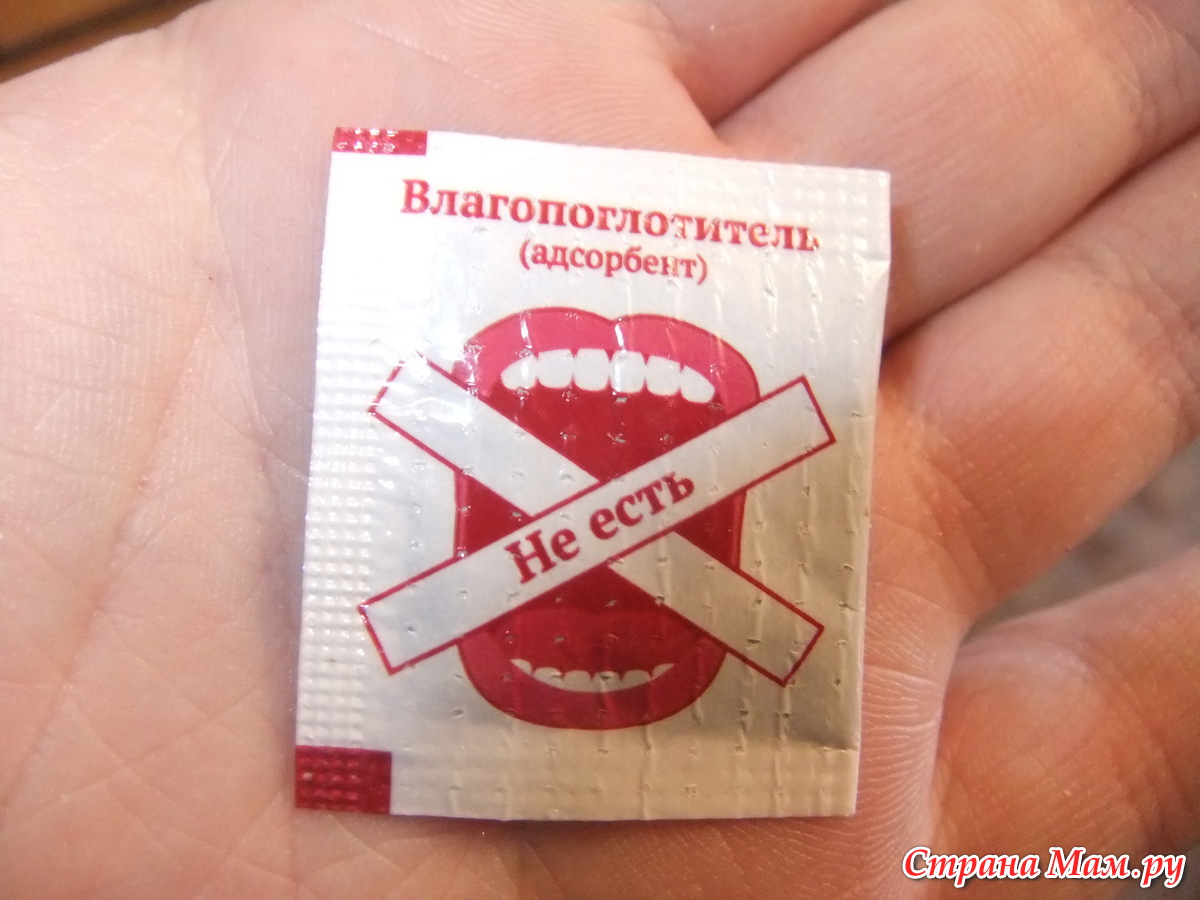 Влагопоглотитель
(адсорбент)
Не есть
Страна Мам.ру